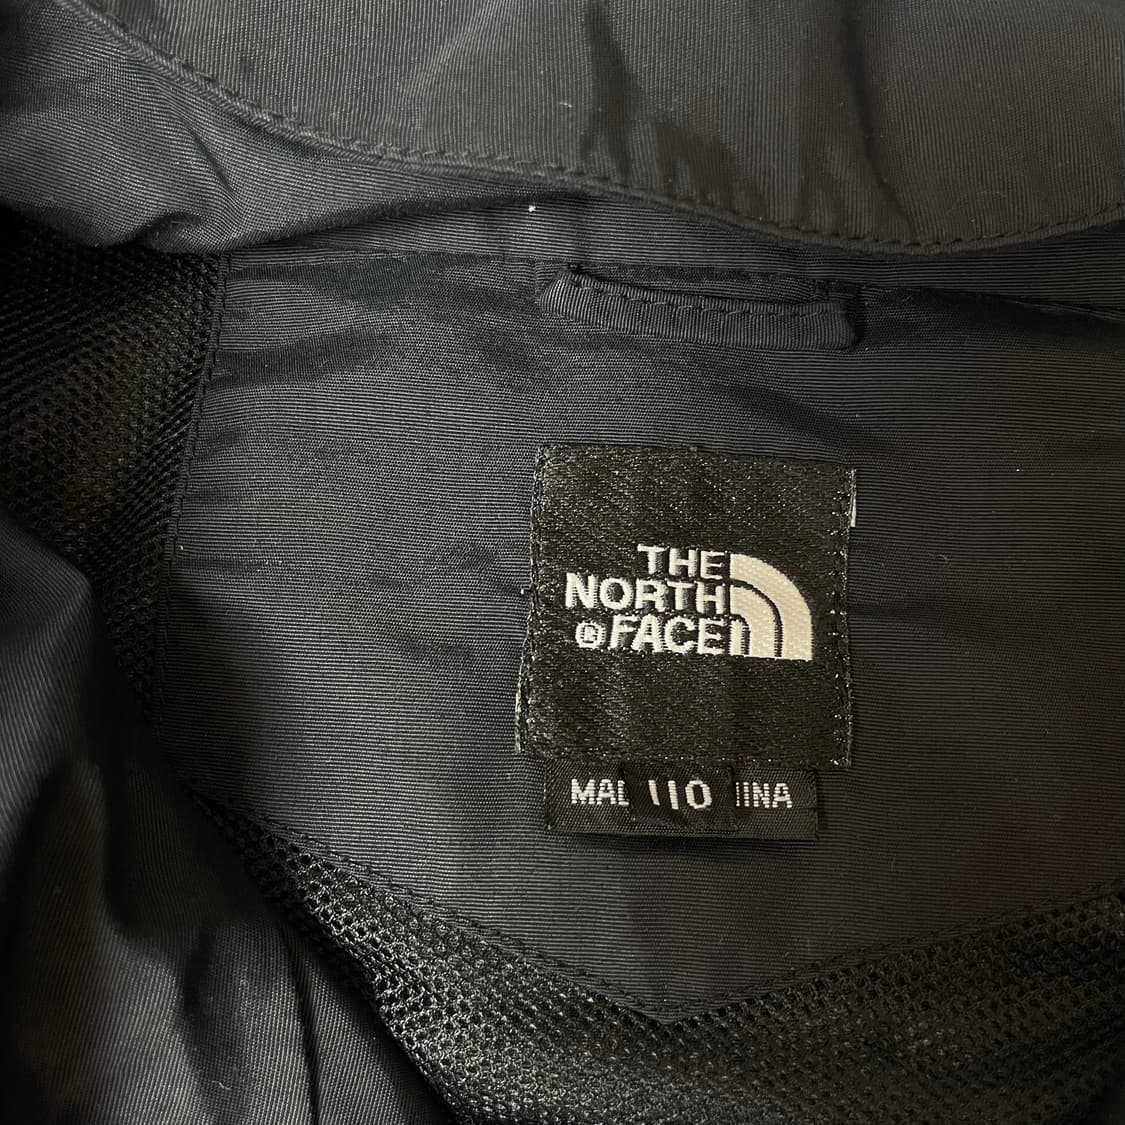 THE
NORTH
® FACE
110